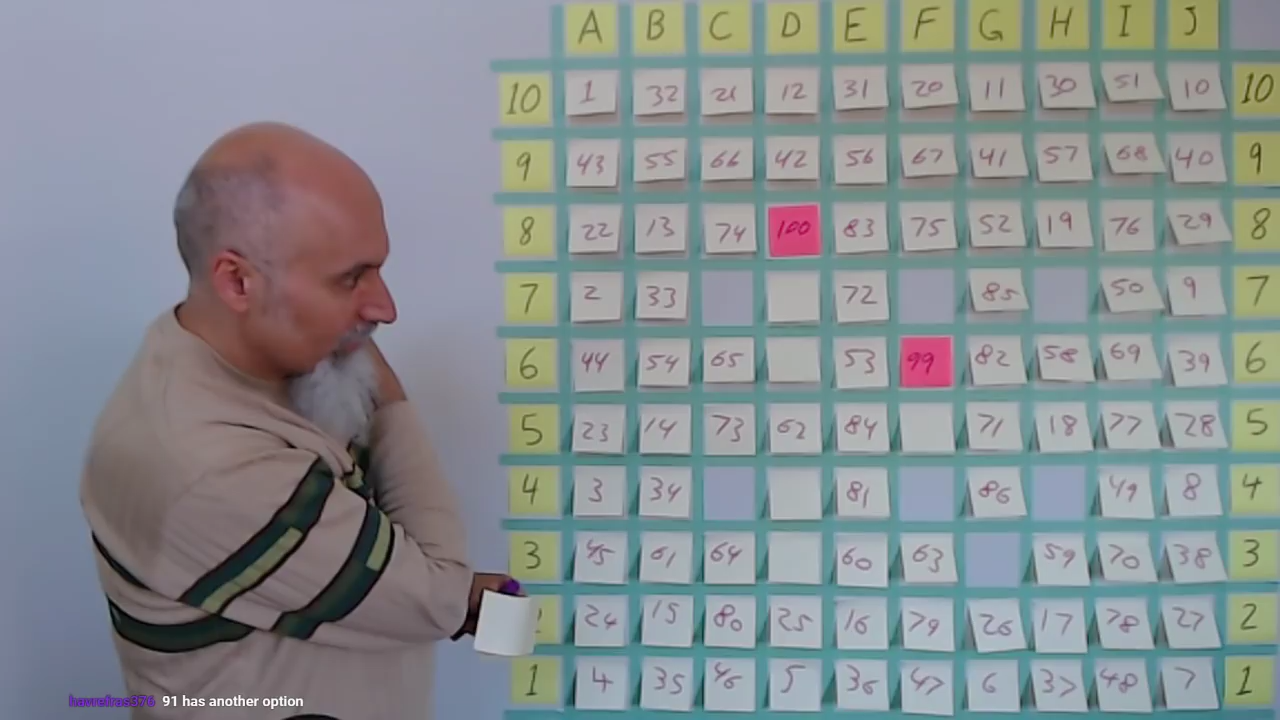 A B C D E F G H I J
10 1 32 21 12 31 20 11 30 51 10 10
9 43 55 66 42 56 67 41 57 68 40 9
8 22 13 74 100 83 75 52 19 76 29 8
7 2 33 72 85 50 9 7
6 44 54 65 53 99 82 58 69 39 6
5 23 14 73 62 84 71 18 77 28 5
4 3 34 81 86 49 8 4
3 45 61 64 60 63 59 70 38 3
24 15 80 25 16 79 26 17 78 27 2
1 4 35 46 5 36 47 6 37 48 7 1
havrefras376 91 has another option